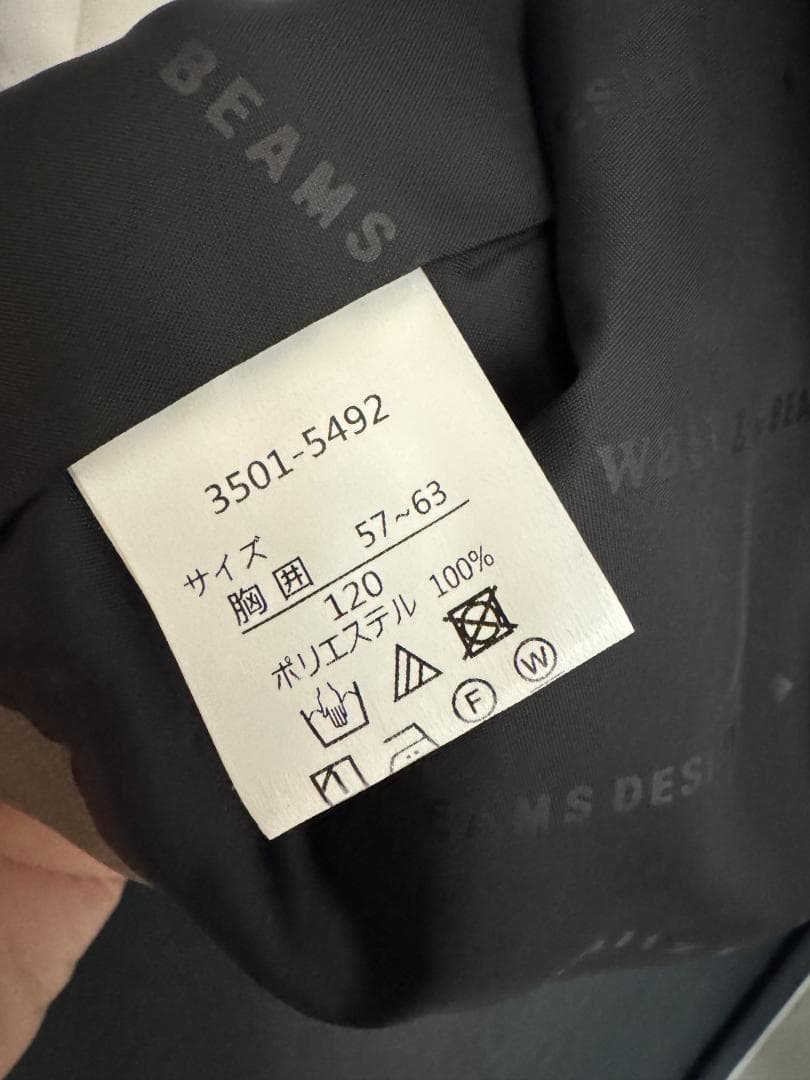 BEAMS
3501-5492
サイズ
胸囲 57~63
120
ポリエステル 100%
F W
BEAMS DESI